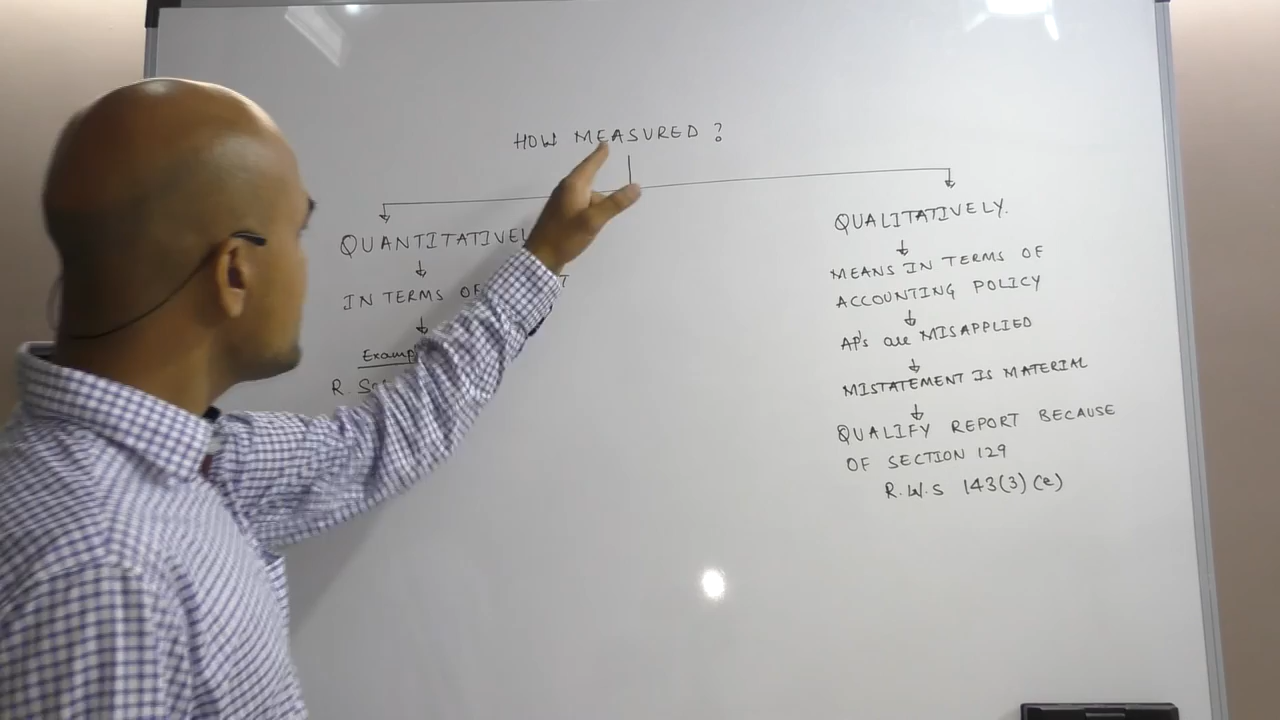 HOW MEASURED ?
QUANTITATIVEL
IN TERMS OF
R.
QUALITATIVELY.
MEANS IN TERMS OF
ACCOUNTING POLICY
AP's are MISAPPLIED
MISTATEMENT IS MATERIAL
QUALIFY REPORT BECAUSE
OF SECTION 129
R.W.S 143(3)(e)